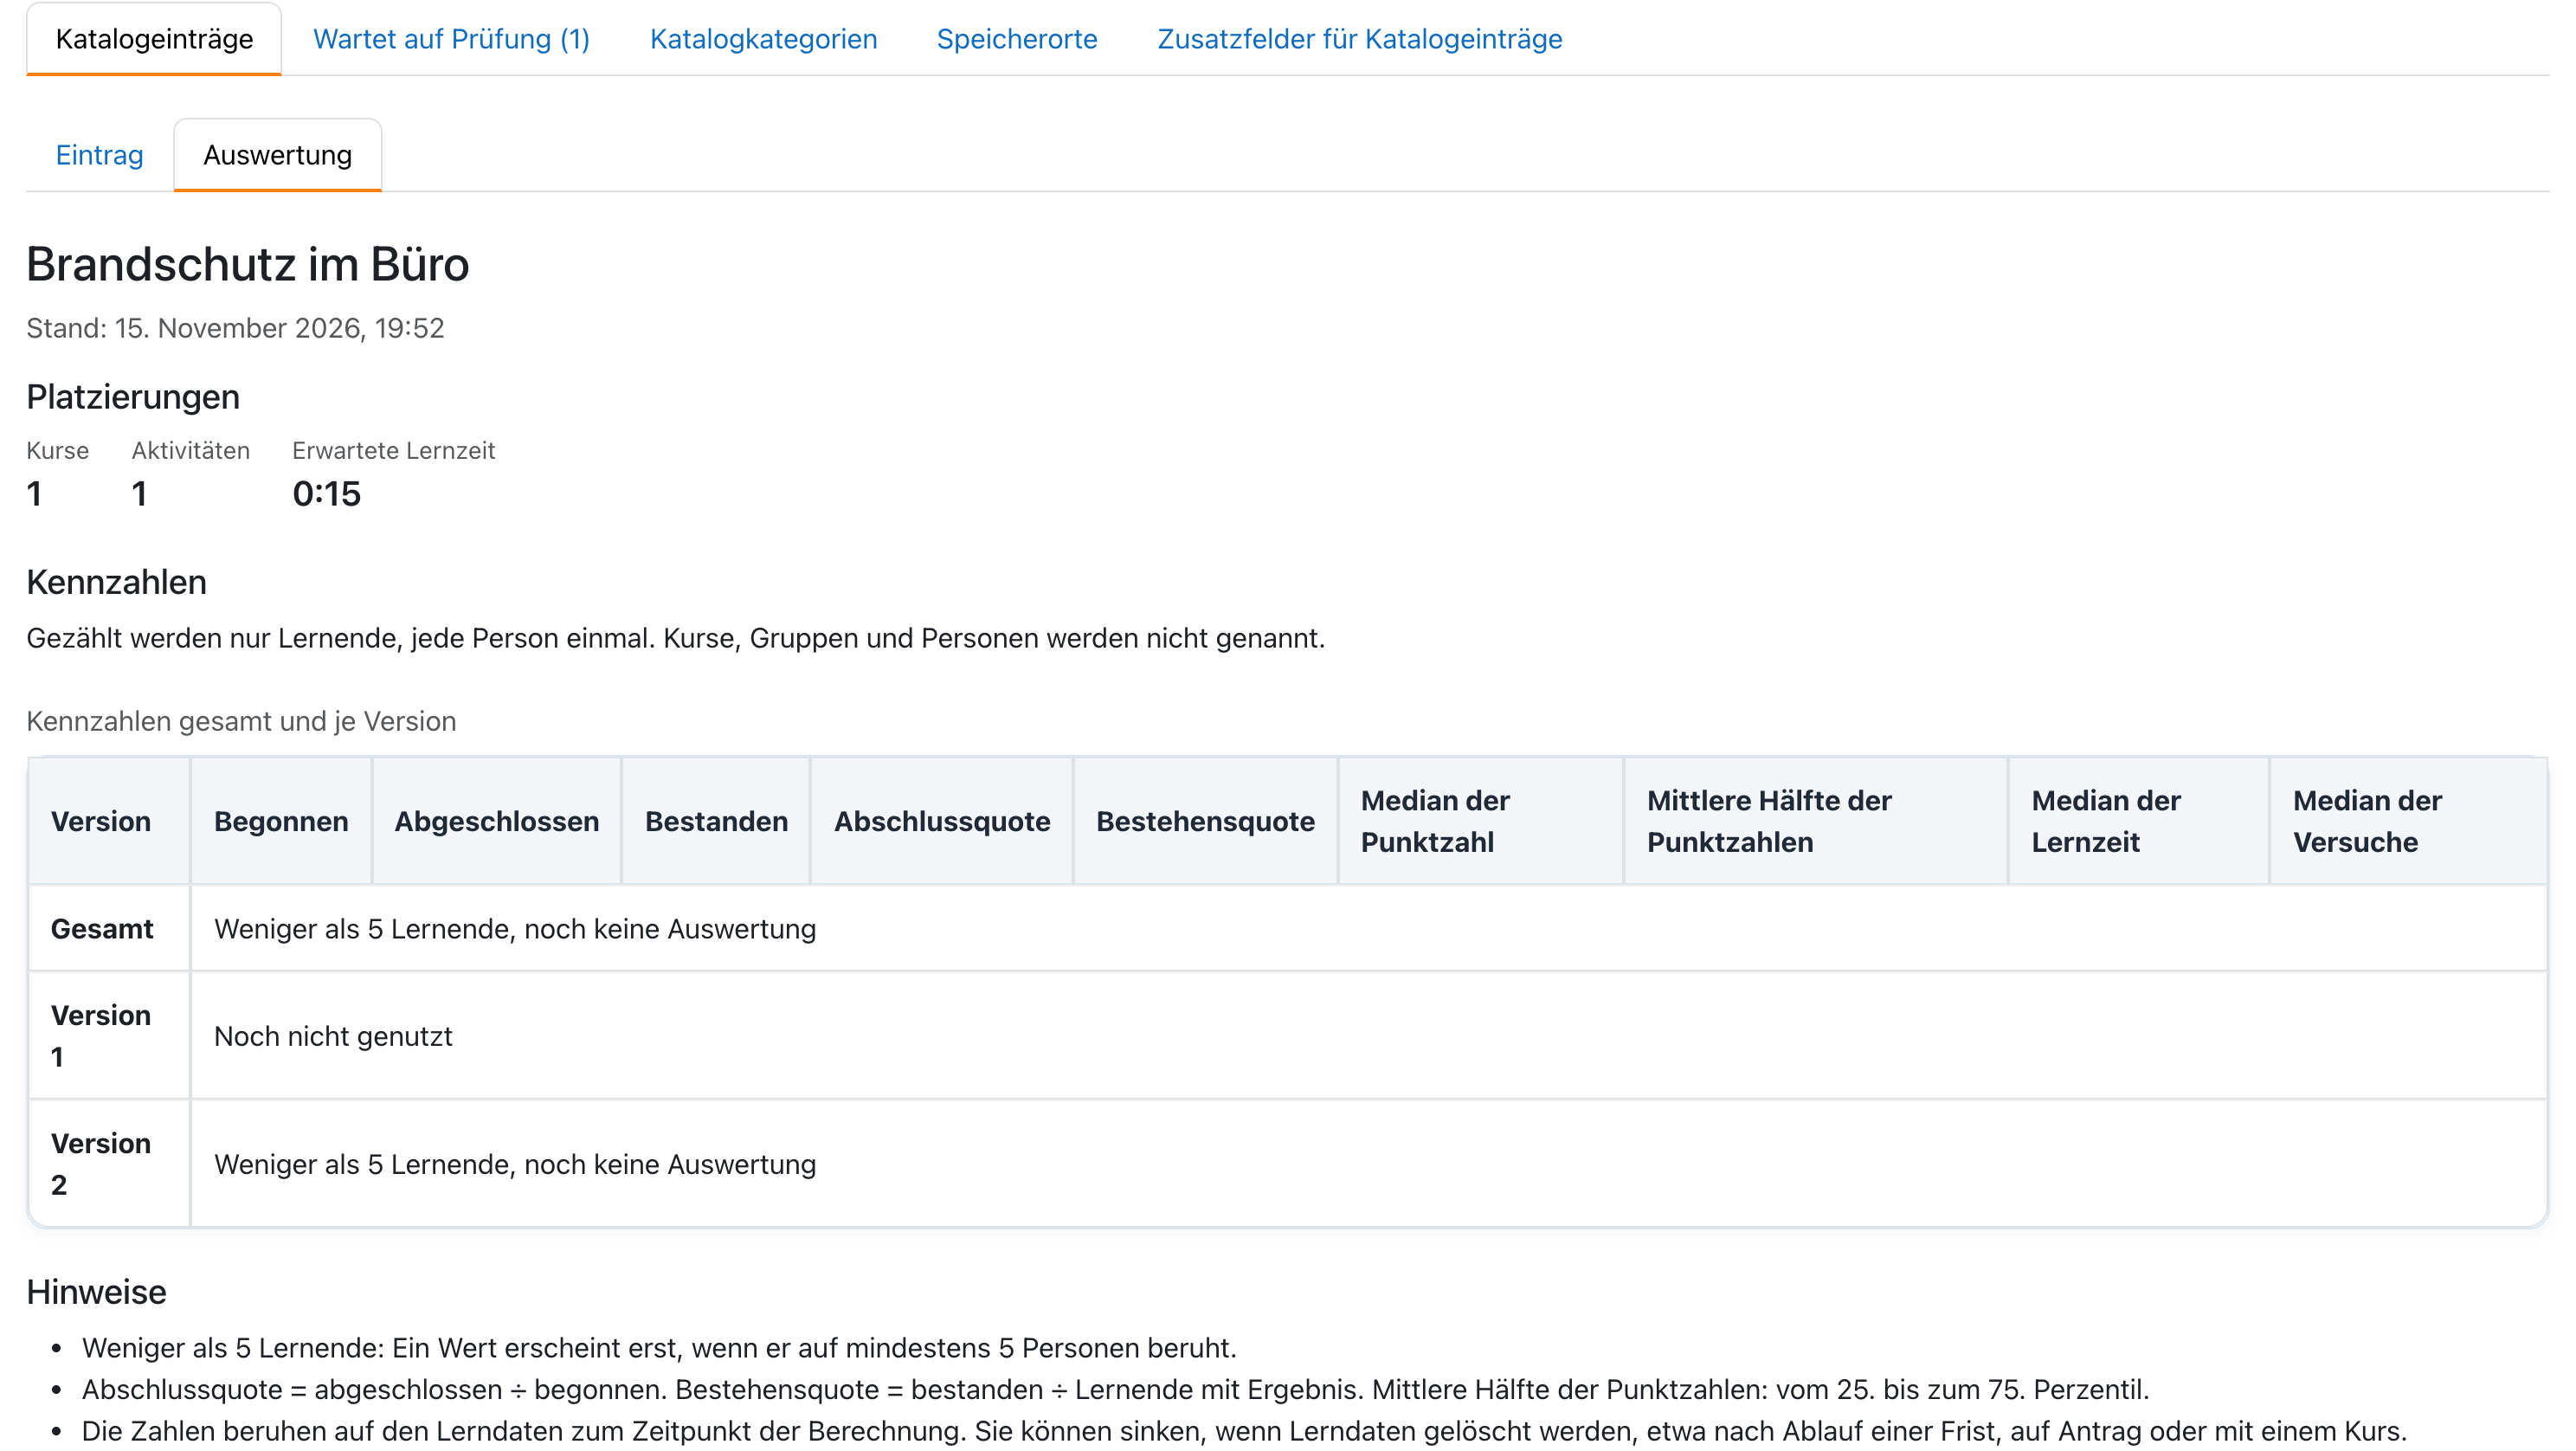 Katalogeinträge Wartet auf Prüfung (1) Katalogkategorien Speicherorte Zusatzfelder für Katalogeinträge
Eintrag Auswertung
Brandschutz im Büro
Stand: 15. November 2026, 19:52
Platzierungen
Kurse Aktivitäten Erwartete Lernzeit
1 1 0:15
Kennzahlen
Gezählt werden nur Lernende, jede Person einmal. Kurse, Gruppen und Personen werden nicht genannt.
Kennzahlen gesamt und je Version
Version Begonnen Abgeschlossen Bestanden Abschlussquote Bestehensquote Median der Punktzahl Mittlere Hälfte der Punktzahlen Median der Lernzeit Median der Versuche
Gesamt Weniger als 5 Lernende, noch keine Auswertung
Version 1 Noch nicht genutzt
Version 2 Weniger als 5 Lernende, noch keine Auswertung
Hinweise
• Weniger als 5 Lernende: Ein Wert erscheint erst, wenn er auf mindestens 5 Personen beruht.
• Abschlussquote = abgeschlossen ÷ begonnen. Bestehensquote = bestanden ÷ Lernende mit Ergebnis. Mittlere Hälfte der Punktzahlen: vom 25. bis zum 75. Perzentil.
• Die Zahlen beruhen auf den Lerndaten zum Zeitpunkt der Berechnung. Sie können sinken, wenn Lerndaten gelöscht werden, etwa nach Ablauf einer Frist, auf Antrag oder mit einem Kurs.